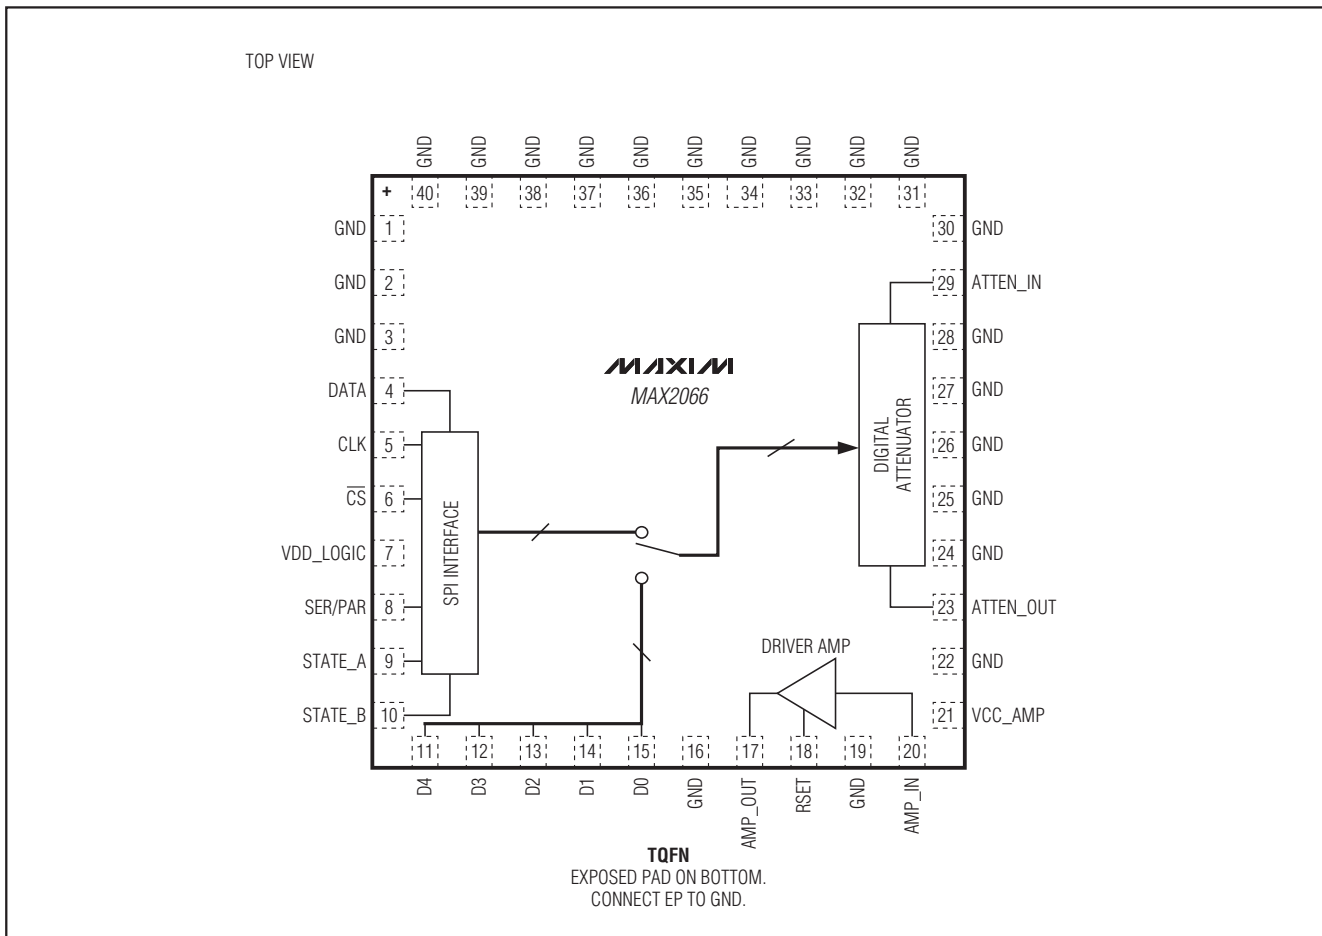 TOP VIEW
GND GND GND GND GND GND GND GND GND GND
+ 40 39 38 37 36 35 34 33 32 31
GND 1
30 GND
GND 2
29 ATTEN_IN
GND 3
28 GND
MAXIM
MAX2066
DATA 4
27 GND
CLK 5
26 GND
DIGITAL
ATTENUATOR
C̅S̅ 6
25 GND
SPI INTERFACE
VDD_LOGIC 7
24 GND
SER/PAR 8
23 ATTEN_OUT
DRIVER AMP
STATE_A 9
22 GND
STATE_B 10
21 VCC_AMP
11 12 13 14 15 16 17 18 19 20
D4 D3 D2 D1 D0 GND AMP_OUT RSET GND AMP_IN
TQFN
EXPOSED PAD ON BOTTOM.
CONNECT EP TO GND.